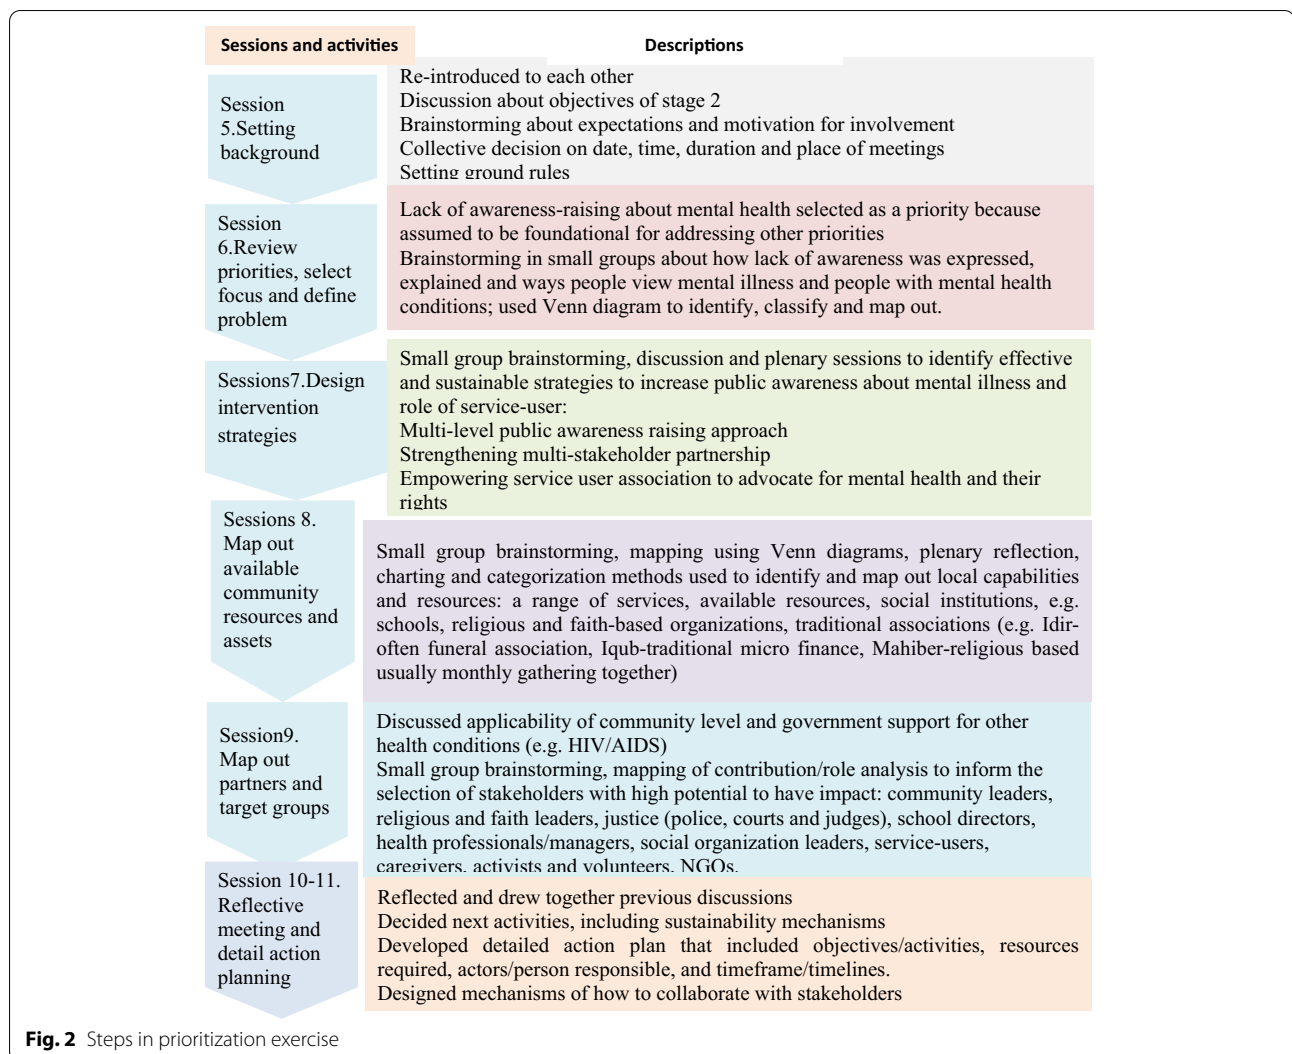 Sessions and activities
Descriptions
Session
5.Setting
background
Re-introduced to each other
Discussion about objectives of stage 2
Brainstorming about expectations and motivation for involvement
Collective decision on date, time, duration and place of meetings
Setting ground rules
Session
6.Review
priorities, select
focus and define
problem
Lack of awareness-raising about mental health selected as a priority because
assumed to be foundational for addressing other priorities
Brainstorming in small groups about how lack of awareness was expressed,
explained and ways people view mental illness and people with mental health
conditions; used Venn diagram to identify, classify and map out.
Sessions7.Design
intervention
strategies
Small group brainstorming, discussion and plenary sessions to identify effective
and sustainable strategies to increase public awareness about mental illness and
role of service-user:
Multi-level public awareness raising approach
Strengthening multi-stakeholder partnership
Empowering service user association to advocate for mental health and their
rights
Sessions 8.
Map out
available
community
resources and
assets
Small group brainstorming, mapping using Venn diagrams, plenary reflection,
charting and categorization methods used to identify and map out local capabilities
and resources: a range of services, available resources, social institutions, e.g.
schools, religious and faith-based organizations, traditional associations (e.g. Idir-
often funeral association, Iqub-traditional micro finance, Mahiber-religious based
usually monthly gathering together)
Session9.
Map out
partners and
target groups
Discussed applicability of community level and government support for other
health conditions (e.g. HIV/AIDS)
Small group brainstorming, mapping of contribution/role analysis to inform the
selection of stakeholders with high potential to have impact: community leaders,
religious and faith leaders, justice (police, courts and judges), school directors,
health professionals/managers, social organization leaders, service-users,
caregivers, activists and volunteers, NGOs.
Session 10-11.
Reflective
meeting and
detail action
planning
Reflected and drew together previous discussions
Decided next activities, including sustainability mechanisms
Developed detailed action plan that included objectives/activities, resources
required, actors/person responsible, and timeframe/timelines.
Designed mechanisms of how to collaborate with stakeholders
Fig. 2 Steps in prioritization exercise